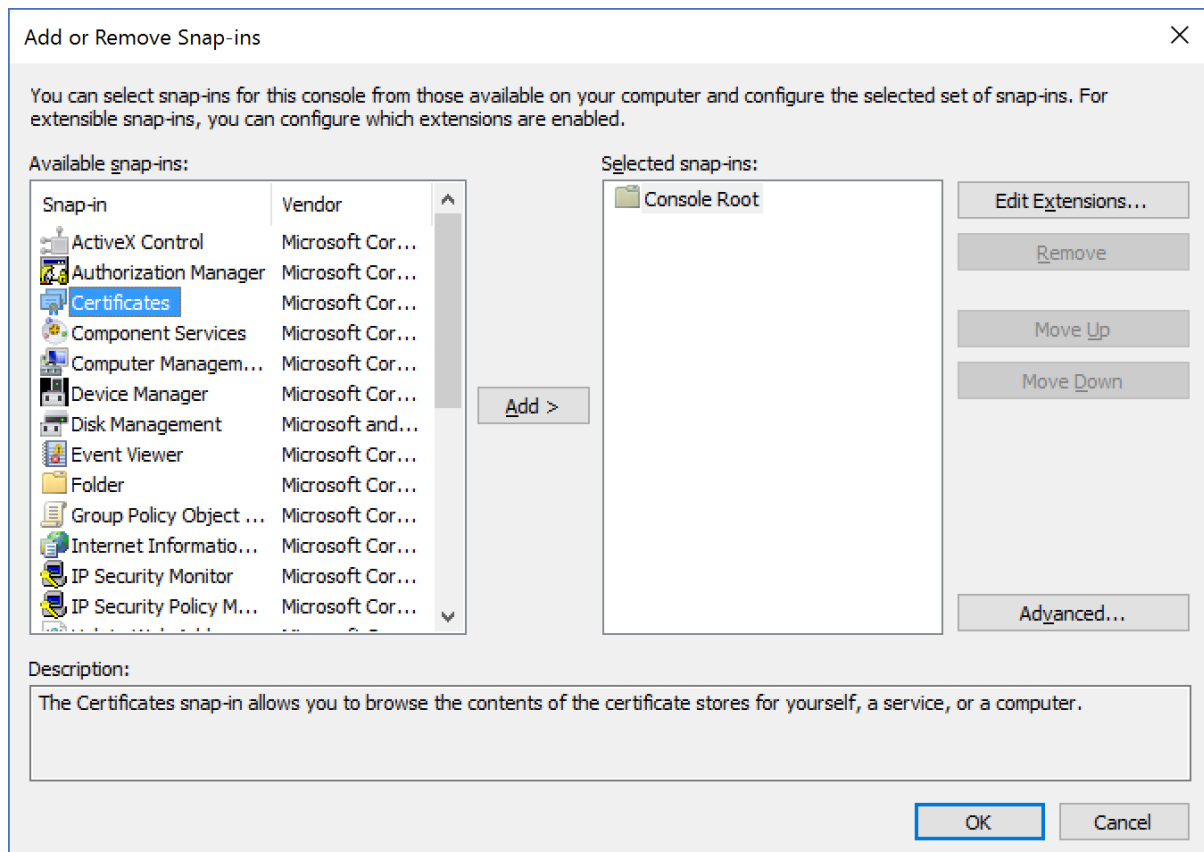 Add or Remove Snap-ins
You can select snap-ins for this console from those available on your computer and configure the selected set of snap-ins. For
extensible snap-ins, you can configure which extensions are enabled.
Available snap-ins:
Snap-in Vendor
ActiveX Control Microsoft Cor...
Authorization Manager Microsoft Cor...
Certificates Microsoft Cor...
Component Services Microsoft Cor...
Computer Managem... Microsoft Cor...
Device Manager Microsoft Cor...
Disk Management Microsoft and...
Event Viewer Microsoft Cor...
Folder Microsoft Cor...
Group Policy Object ... Microsoft Cor...
Internet Informatio... Microsoft Cor...
IP Security Monitor Microsoft Cor...
IP Security Policy M... Microsoft Cor...
Add >
Selected snap-ins:
Console Root
Edit Extensions...
Remove
Move Up
Move Down
Advanced...
Description:
The Certificates snap-in allows you to browse the contents of the certificate stores for yourself, a service, or a computer.
OK
Cancel